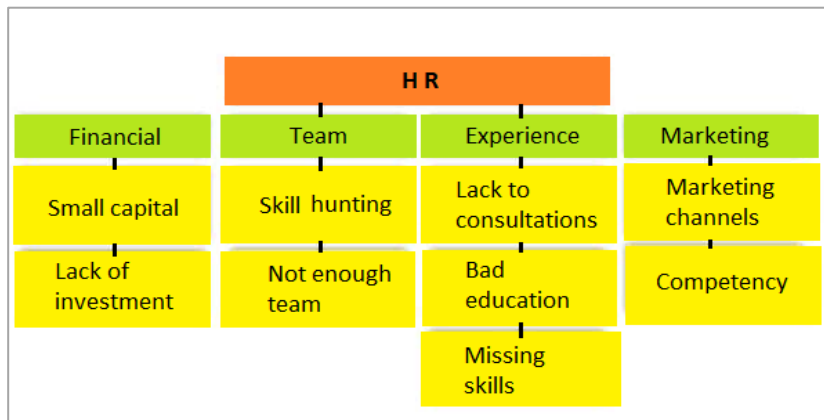 H R
Financial
Team
Experience
Marketing
Small capital
Skill hunting
Lack to
consultations
Marketing
channels
Lack of
investment
Not enough
team
Bad
education
Competency
Missing
skills